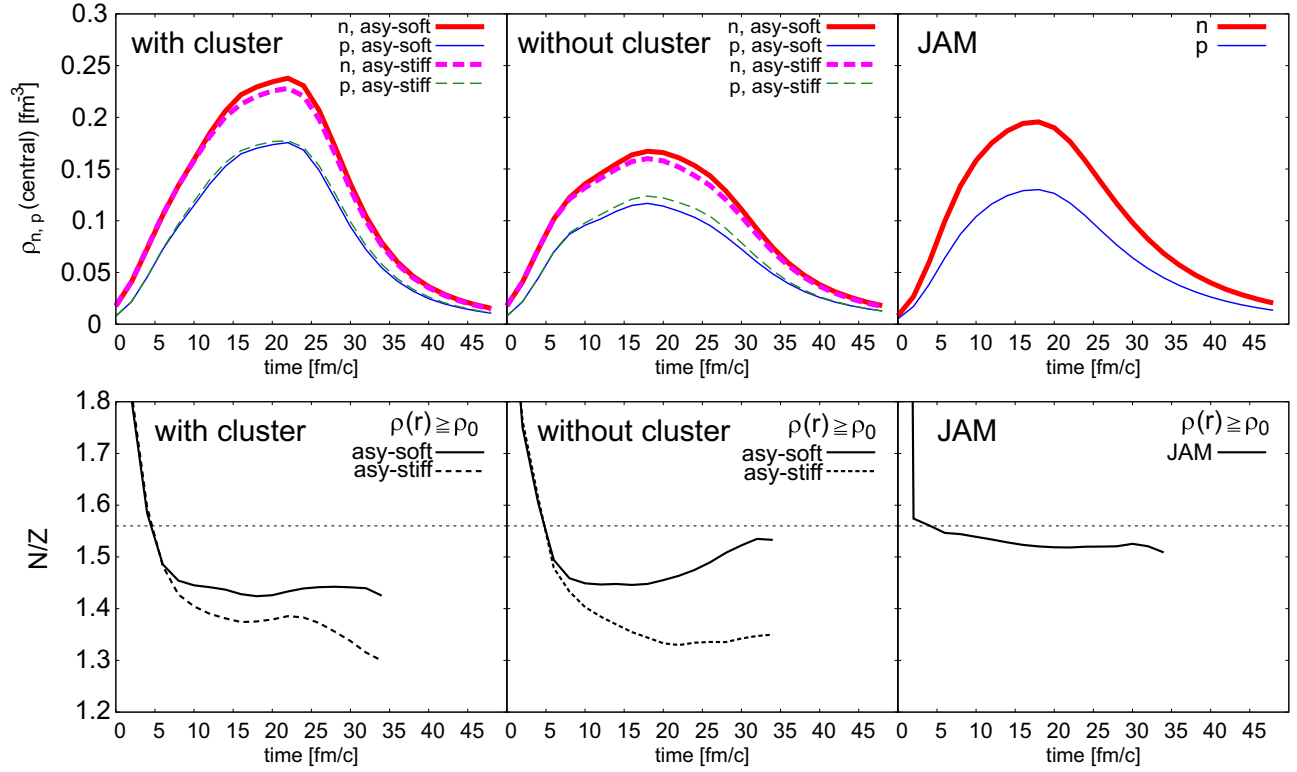 0.3
0.25
0.2
0.15
0.1
0.05
0
ρn, p (central) [fm-3]
with cluster
n, asy-soft
p, asy-soft
n, asy-stiff
p, asy-stiff
0 5 10 15 20 25 30 35 40 45
time [fm/c]
without cluster
n, asy-soft
p, asy-soft
n, asy-stiff
p, asy-stiff
0 5 10 15 20 25 30 35 40 45
time [fm/c]
JAM
n
p
0 5 10 15 20 25 30 35 40 45
time [fm/c]
1.8
1.7
1.6
1.5
1.4
1.3
1.2
N/Z
with cluster
ρ(r) ≧ ρ0
asy-soft
asy-stiff
0 5 10 15 20 25 30 35 40 45
time [fm/c]
without cluster
ρ(r) ≧ ρ0
asy-soft
asy-stiff
0 5 10 15 20 25 30 35 40 45
time [fm/c]
JAM
ρ(r) ≧ ρ0
JAM
0 5 10 15 20 25 30 35 40 45
time [fm/c]